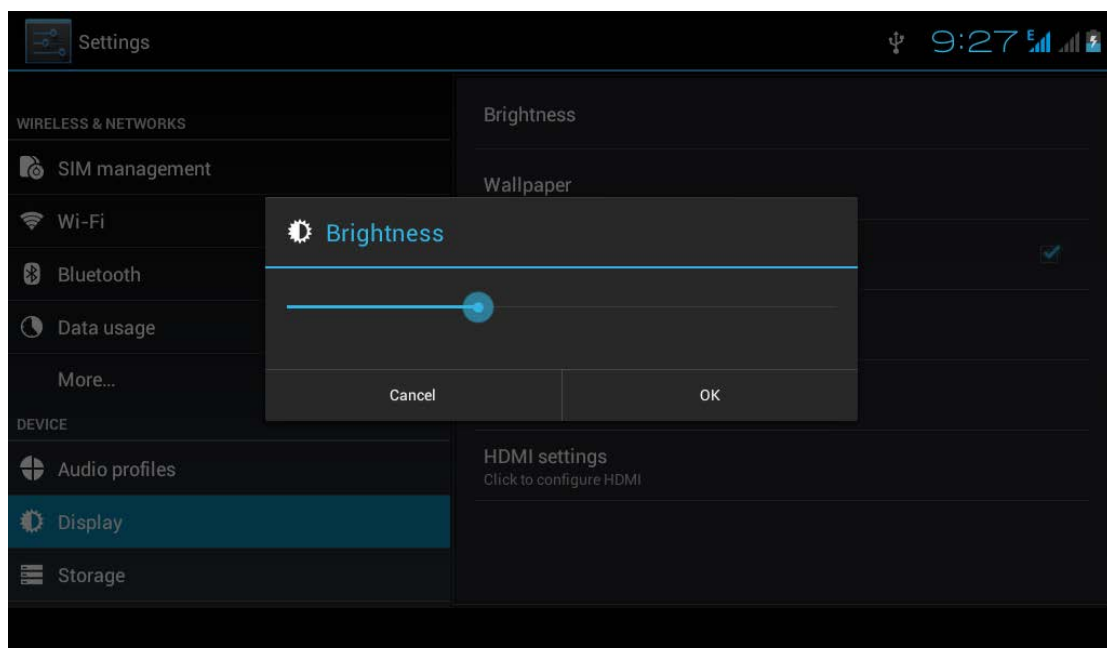 Settings
9:27 E
WIRELESS & NETWORKS
SIM management
Wi-Fi
Bluetooth
Data usage
More...
DEVICE
Audio profiles
Display
Storage
Brightness
Wallpaper
HDMI settings
Click to configure HDMI
Brightness
Cancel
OK